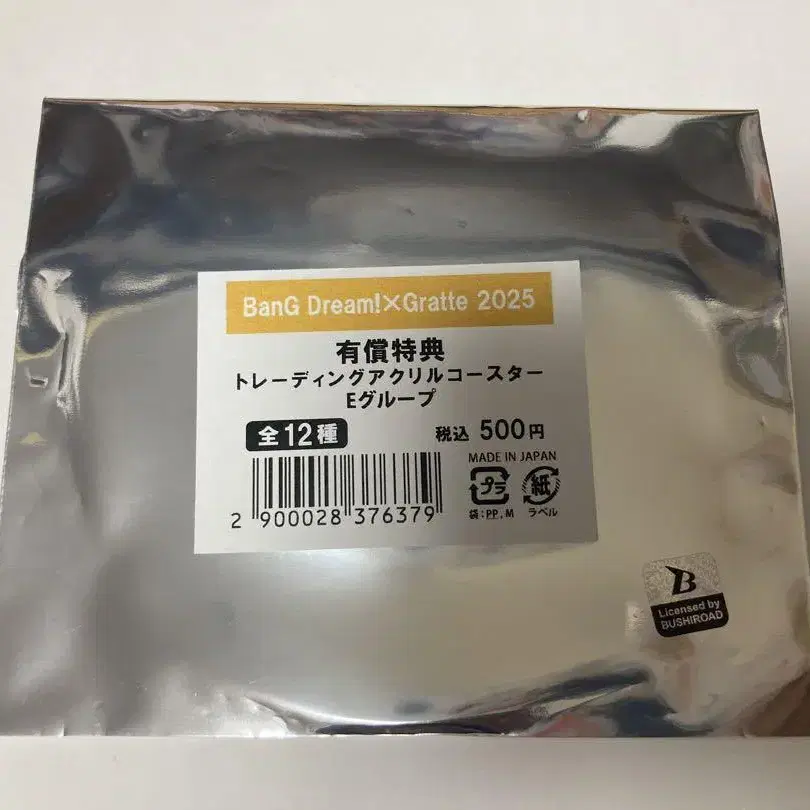 BanG Dream!×Gratte 2025
有償特典
トレーディングアクリルコースター
Eグループ
全12種
税込 500円
MADE IN JAPAN
プラ
紙
袋：PP,M
ラベル
2 900028 376379
B
Licensed by
BUSHIROAD